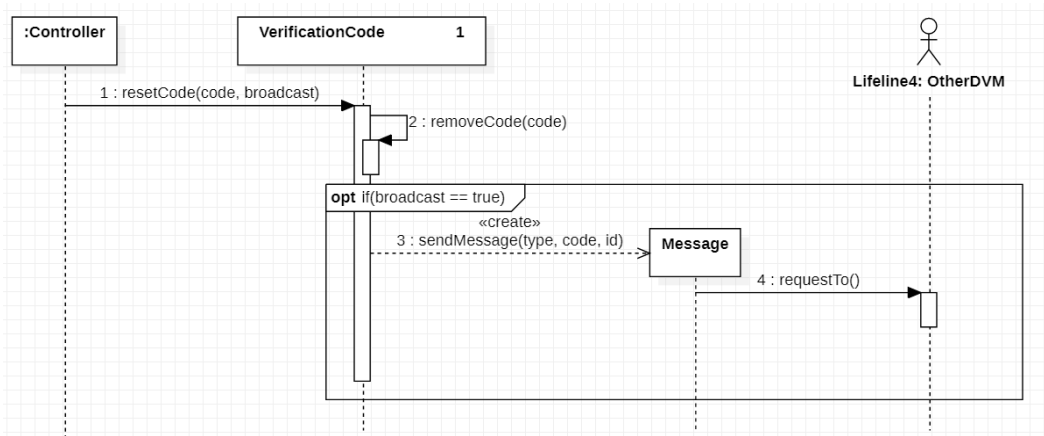 :Controller
VerificationCode 1
Lifeline4: OtherDVM
1 : resetCode(code, broadcast)
2 : removeCode(code)
opt if(broadcast == true)
«create»
3 : sendMessage(type, code, id)
Message
4 : requestTo()